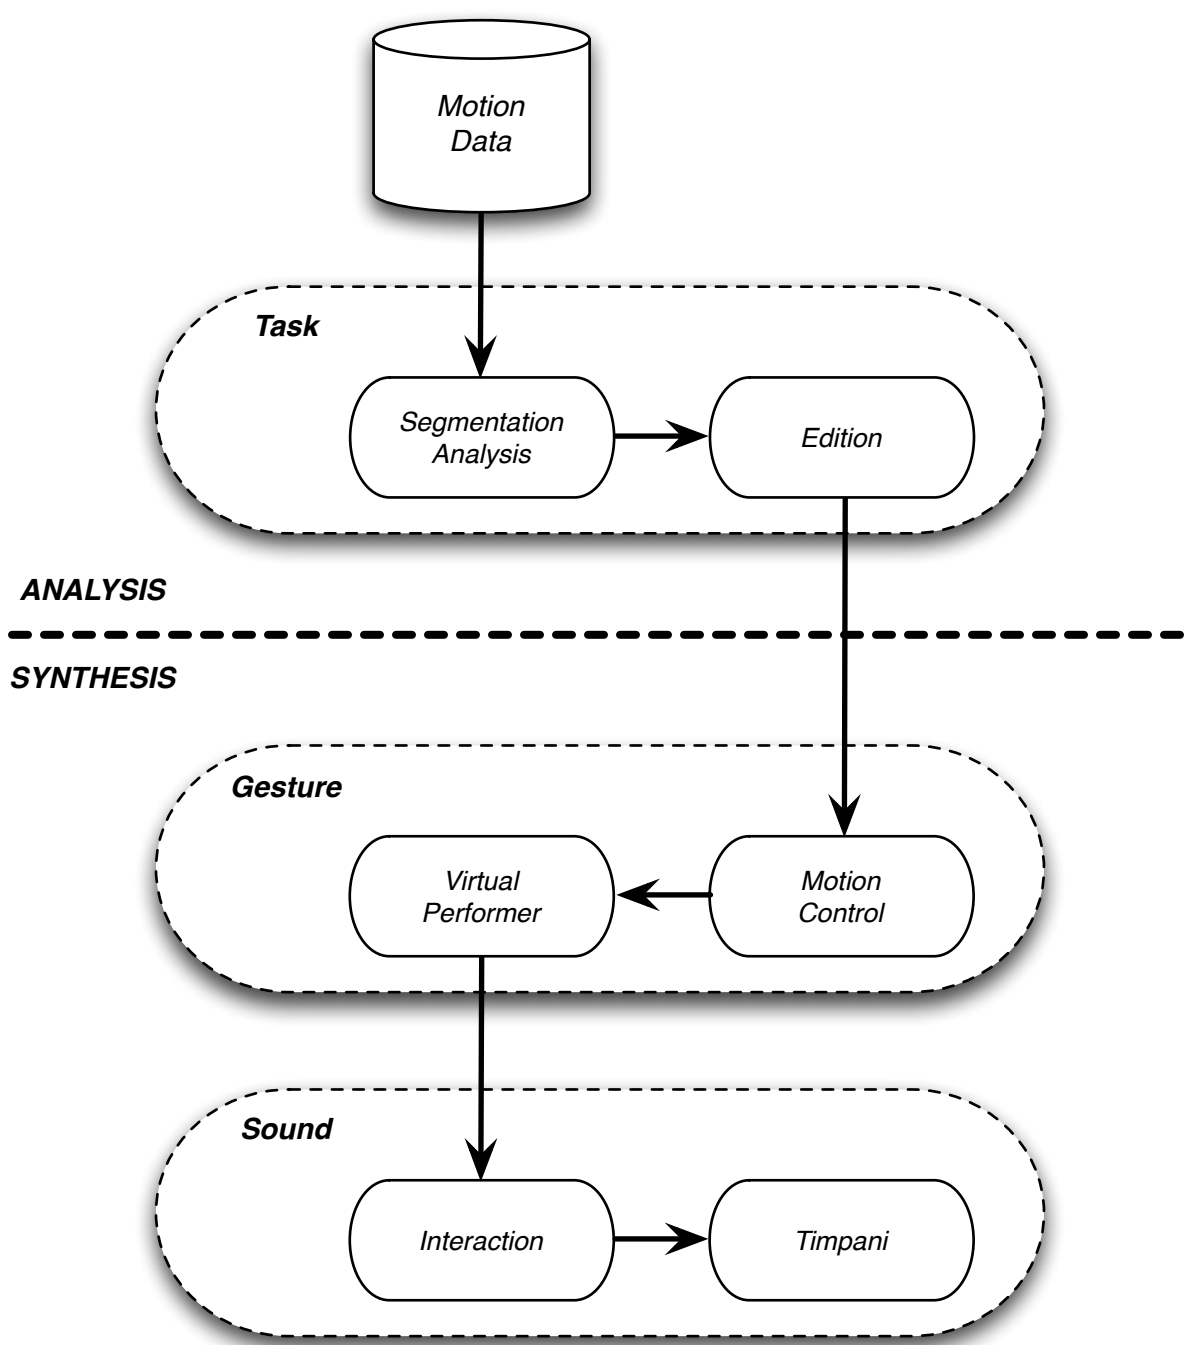 Motion
Data
Task
Segmentation
Analysis
Edition
ANALYSIS
SYNTHESIS
Gesture
Virtual
Performer
Motion
Control
Sound
Interaction
Timpani